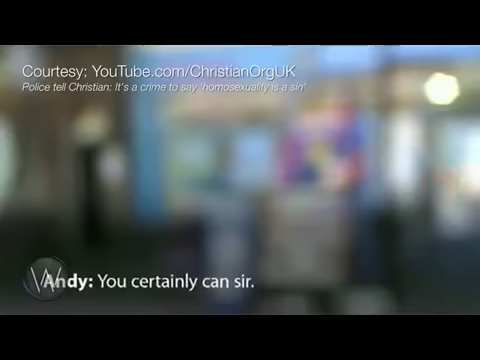 Courtesy; YouTube.com/ChristianOrgUK
Police tell Christian: It's a crime to say 'homosexuality is a sin'
Andy: You certainly can sir.